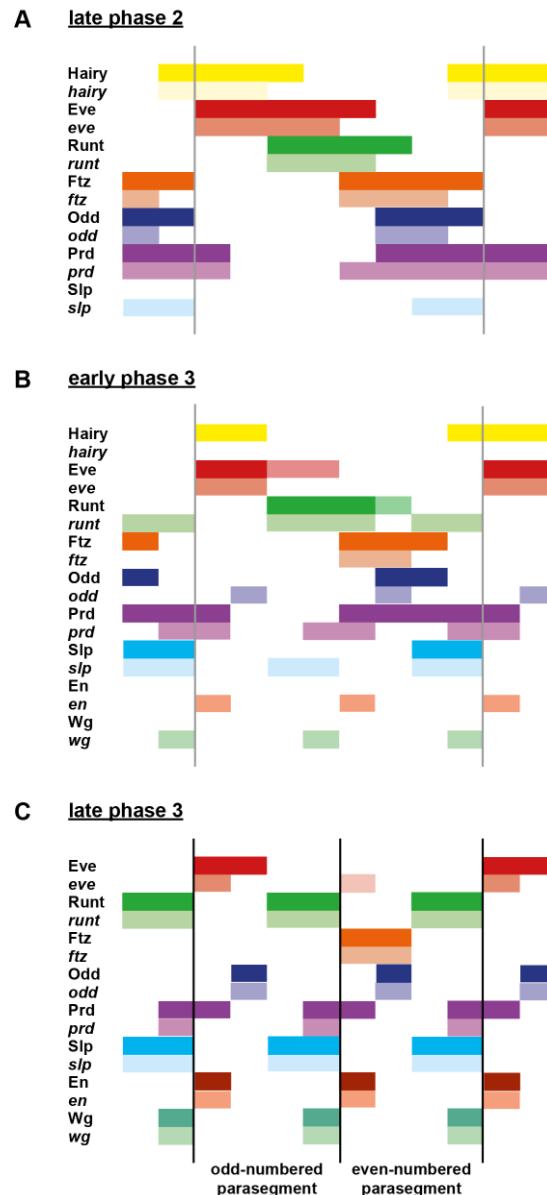 A late phase 2
Hairy
hairy
Eve
eve
Runt
runt
Ftz
ftz
Odd
odd
Prd
prd
Slp
slp
B early phase 3
Hairy
hairy
Eve
eve
Runt
runt
Ftz
ftz
Odd
odd
Prd
prd
Slp
slp
En
en
Wg
wg
C late phase 3
Eve
eve
Runt
runt
Ftz
ftz
Odd
odd
Prd
prd
Slp
slp
En
en
Wg
wg
odd-numbered even-numbered
parasegment parasegment